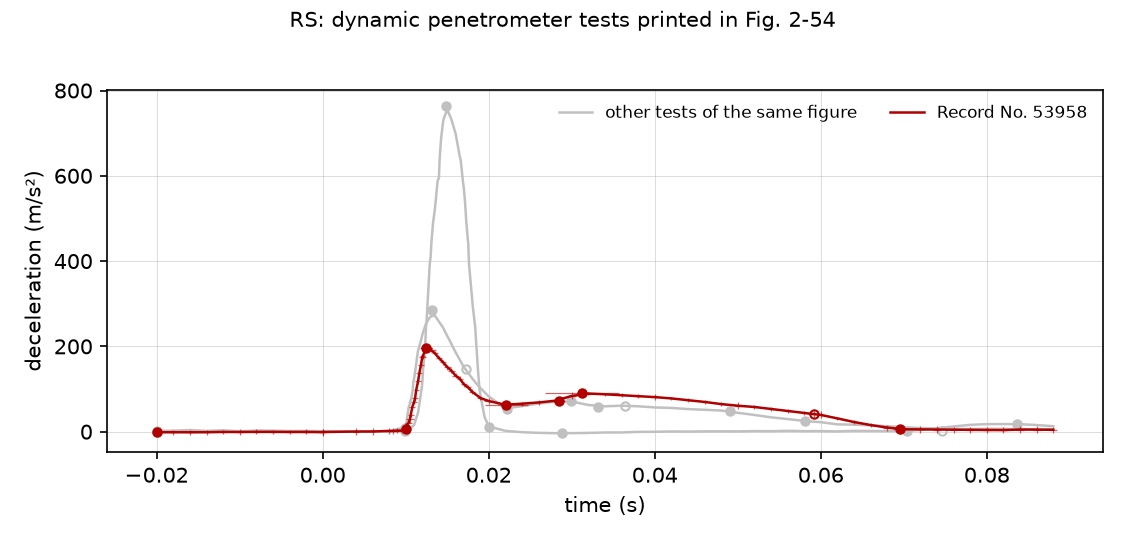 RS: dynamic penetrometer tests printed in Fig. 2-54
other tests of the same figure
Record No. 53958
deceleration (m/s²)
800
600
400
200
0
−0.02
0.00
0.02
0.04
0.06
0.08
time (s)